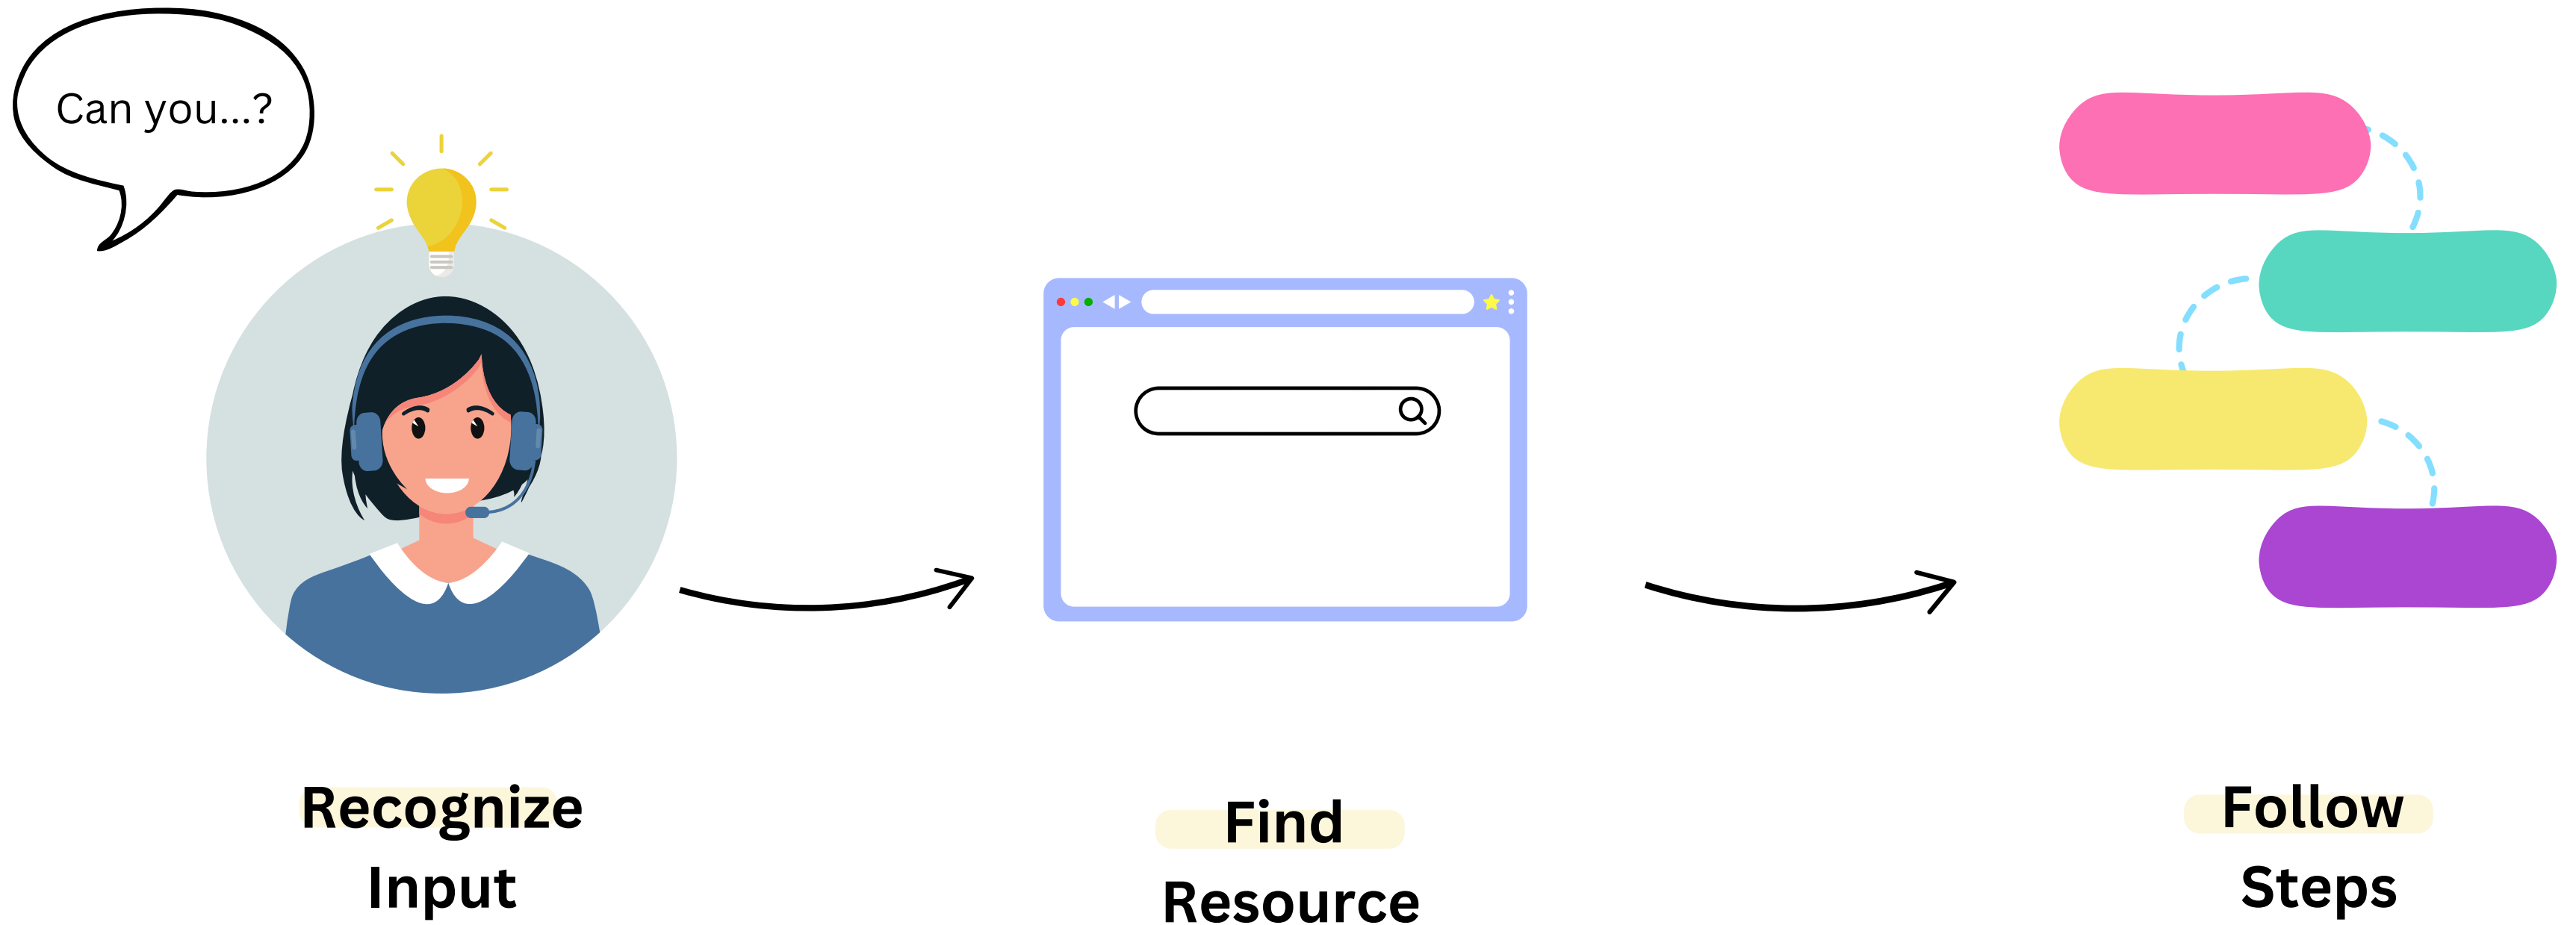 Can you...?
Recognize
Input
Find
Resource
Follow
Steps